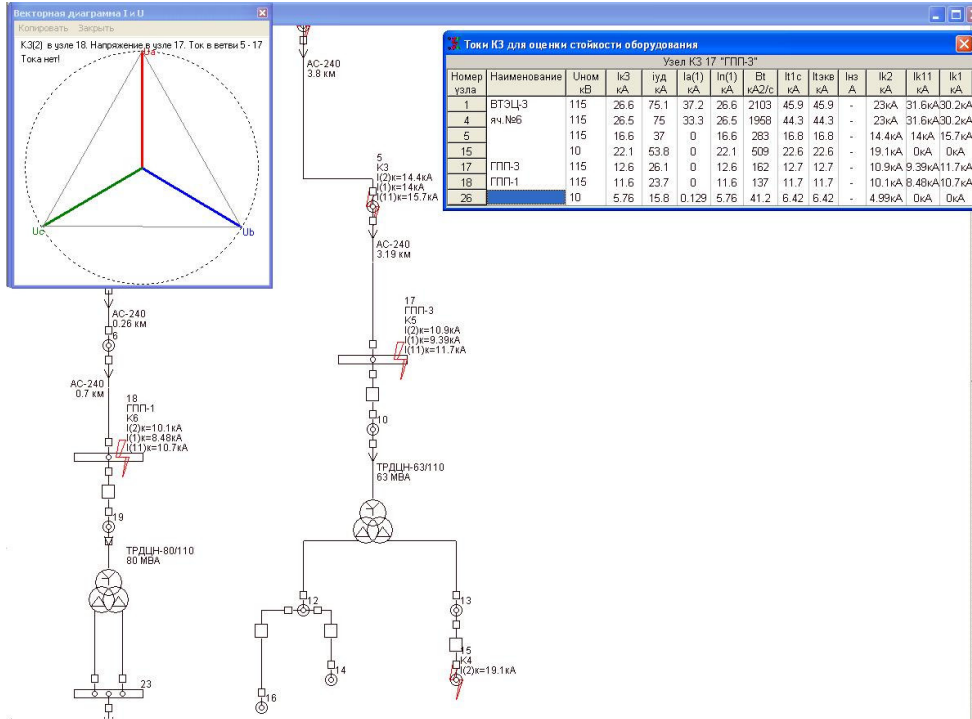 Векторная диаграмма I и U
Копировать Закрыть
КЗ(2) в узле 18. Напряжение в узле 17. Ток в ветви 5 - 17
Тока нет!
Ua
Uc
Ub
АС-240
3.8 км
Токи КЗ для оценки стойкости оборудования
Узел КЗ 17 "ГПП-3"
Номер узла Наименование Uном кВ Iк3 кА iуд кА Iа(1) кА Iп(1) кА Bt кА2/с It1с кА Itэкв кА Iнз А Ik2 кА Ik11 кА Ik1 кА
1 ВТЭЦ-3 115 26.6 75.1 37.2 26.6 2103 45.9 45.9 - 23кА 31.6кА 30.2кА
4 яч.№6 115 26.5 75 33.3 26.5 1958 44.3 44.3 - 23кА 31.6кА 30.2кА
5 115 16.6 37 0 16.6 283 16.8 16.8 - 14.4кА 14кА 15.7кА
15 10 22.1 53.8 0 22.1 509 22.6 22.6 - 19.1кА 0кА 0кА
17 ГПП-3 115 12.6 26.1 0 12.6 162 12.7 12.7 - 10.9кА 9.39кА 11.7кА
18 ГПП-1 115 11.6 23.7 0 11.6 137 11.7 11.7 - 10.1кА 8.48кА 10.7кА
26 10 5.76 15.8 0.129 5.76 41.2 6.42 6.42 - 4.99кА 0кА 0кА
5
К3
I(2)к=14.4кА
I(1)к=14кА
I(11)к=15.7кА
АС-240
3.19 км
17
ГПП-3
К5
I(2)к=10.9кА
I(1)к=9.39кА
I(11)к=11.7кА
10
ТРДЦН-63/110
63 МВА
12
13
14
16
15
К4
I(2)к=19.1кА
АС-240
0.26 км
6
АС-240
0.7 км
18
ГПП-1
К6
I(2)к=10.1кА
I(1)к=8.48кА
I(11)к=10.7кА
19
ТРДЦН-80/110
80 МВА
23